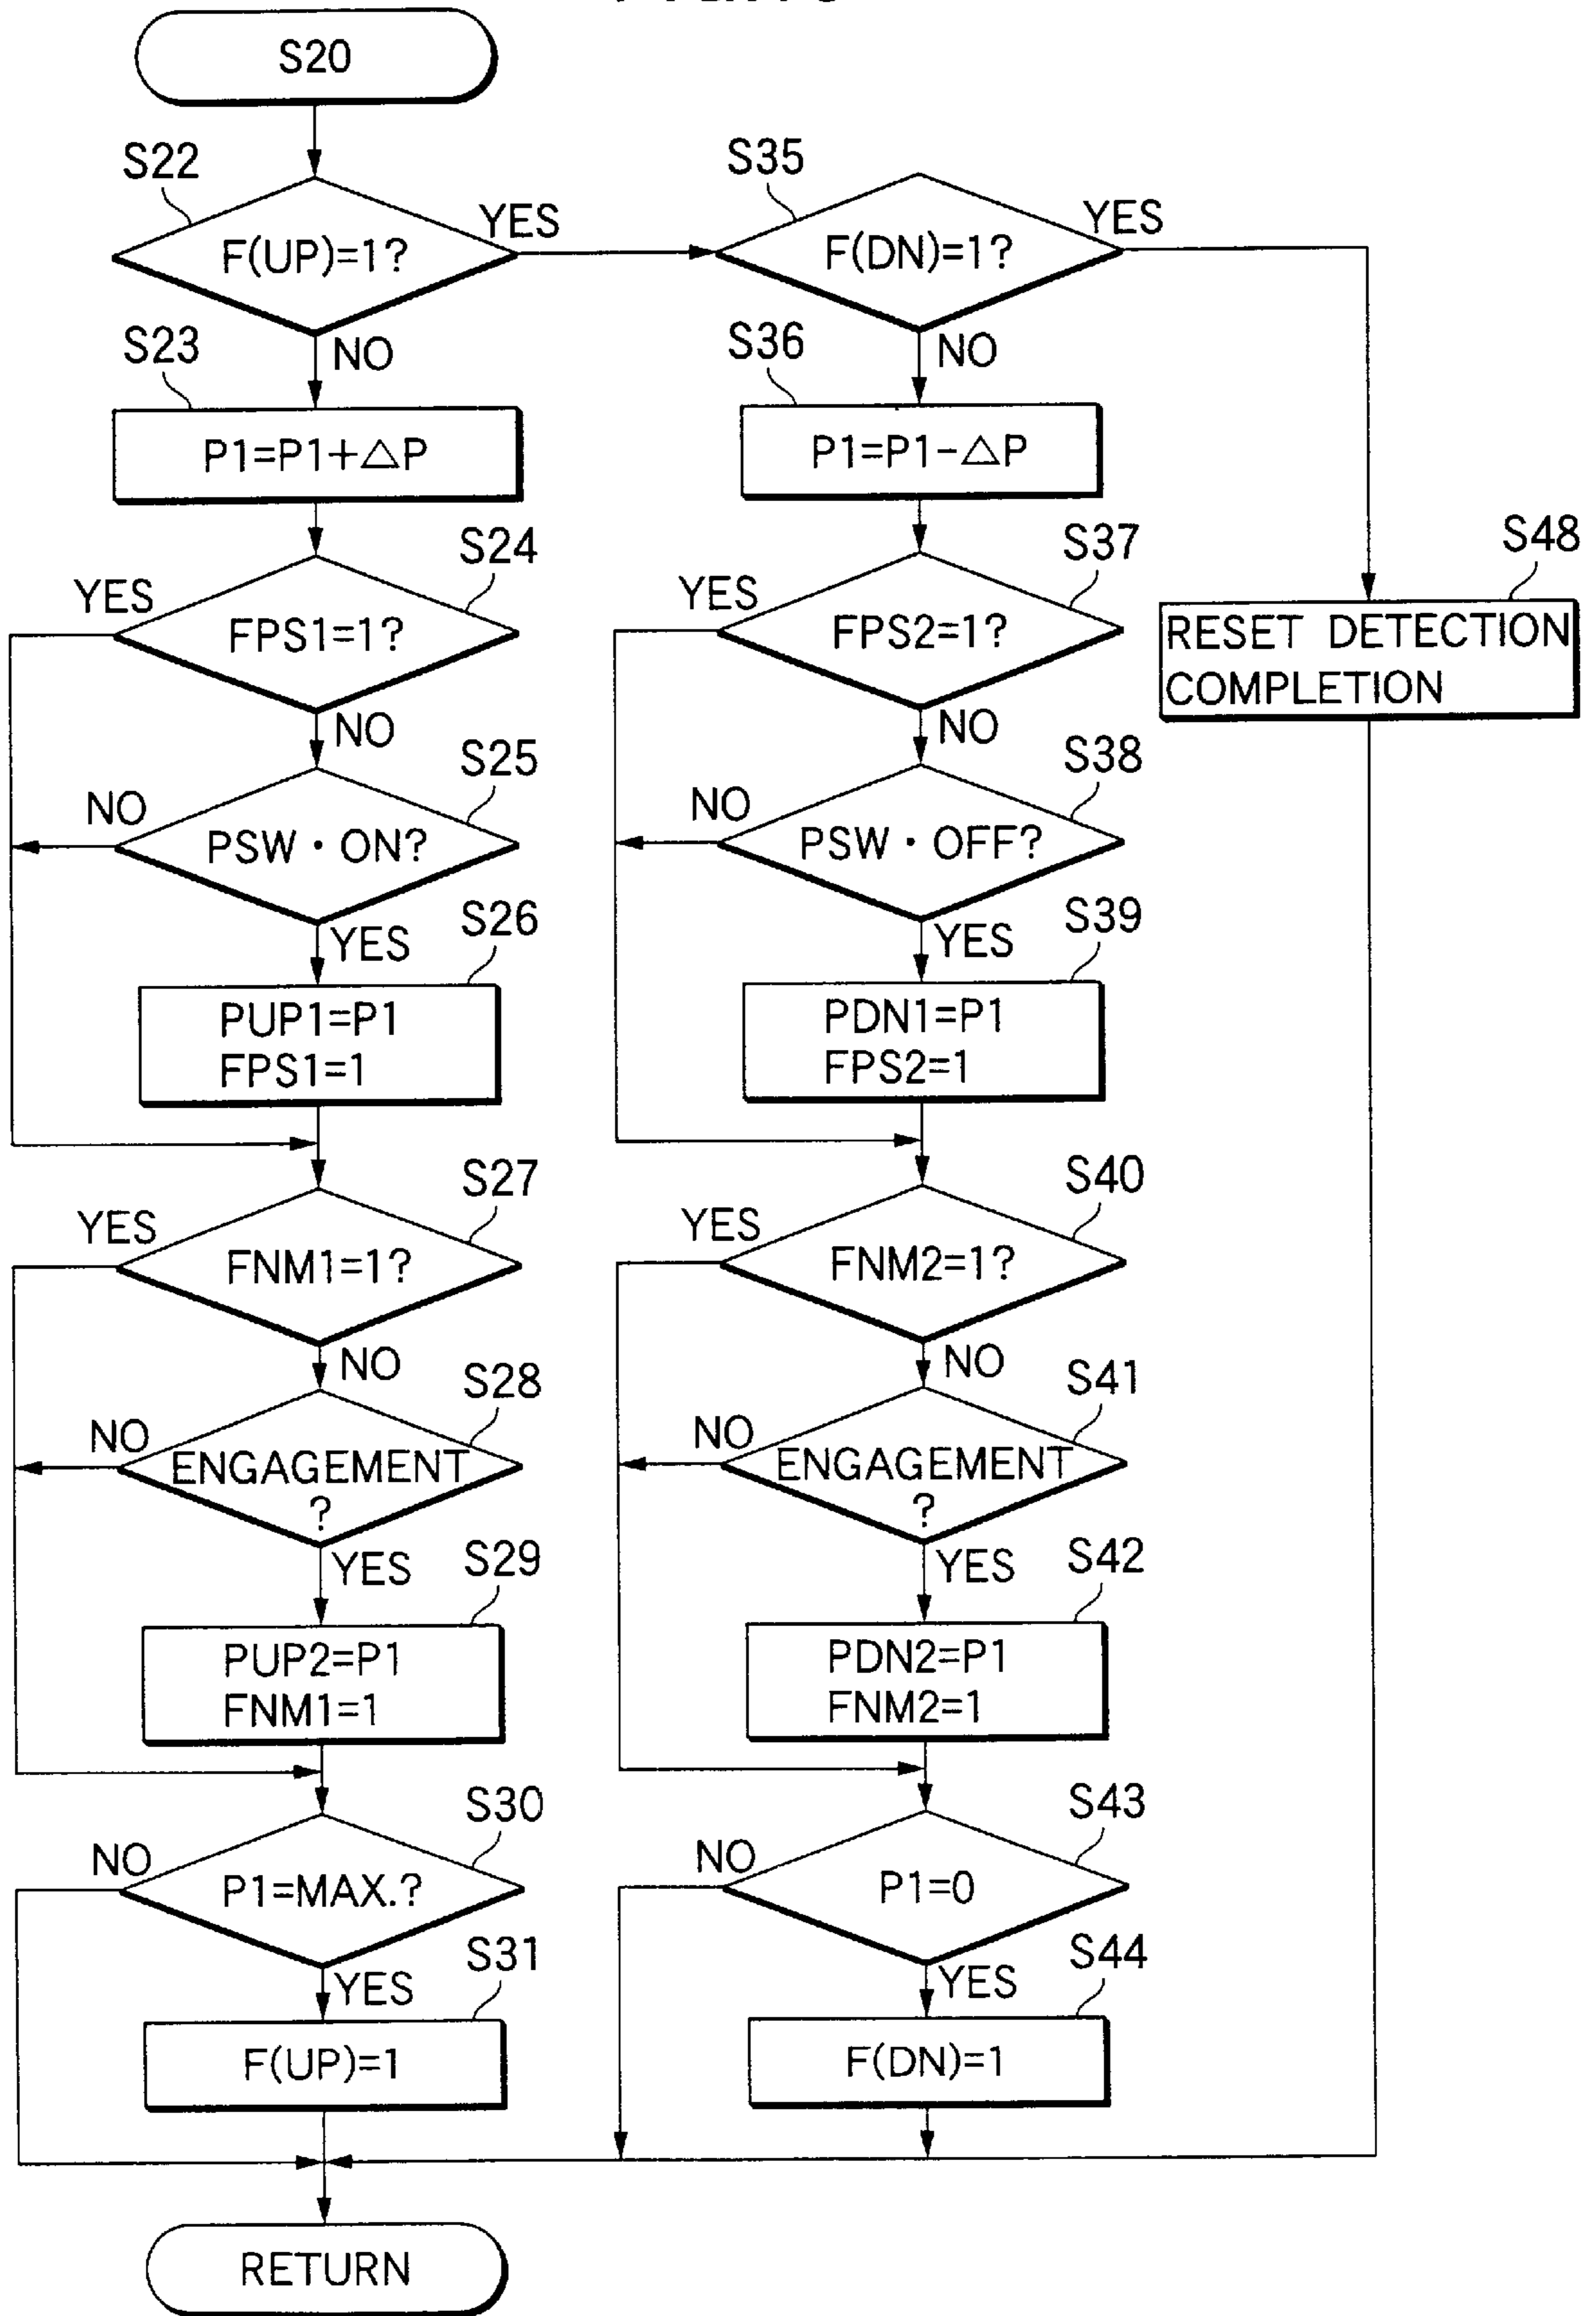 S20
S22
F(UP)=1?
YES
NO
S23
P1=P1+△P
S24
YES
FPS1=1?
NO
S25
NO
PSW・ON?
YES
S26
PUP1=P1
FPS1=1
S27
YES
FNM1=1?
NO
S28
NO
ENGAGEMENT
?
YES
S29
PUP2=P1
FNM1=1
S30
NO
P1=MAX.?
YES
S31
F(UP)=1
RETURN
S35
F(DN)=1?
YES
NO
S36
P1=P1-△P
S37
YES
FPS2=1?
NO
S38
NO
PSW・OFF?
YES
S39
PDN1=P1
FPS2=1
S40
YES
FNM2=1?
NO
S41
NO
ENGAGEMENT
?
YES
S42
PDN2=P1
FNM2=1
S43
NO
P1=0
YES
S44
F(DN)=1
S48
RESET DETECTION
COMPLETION